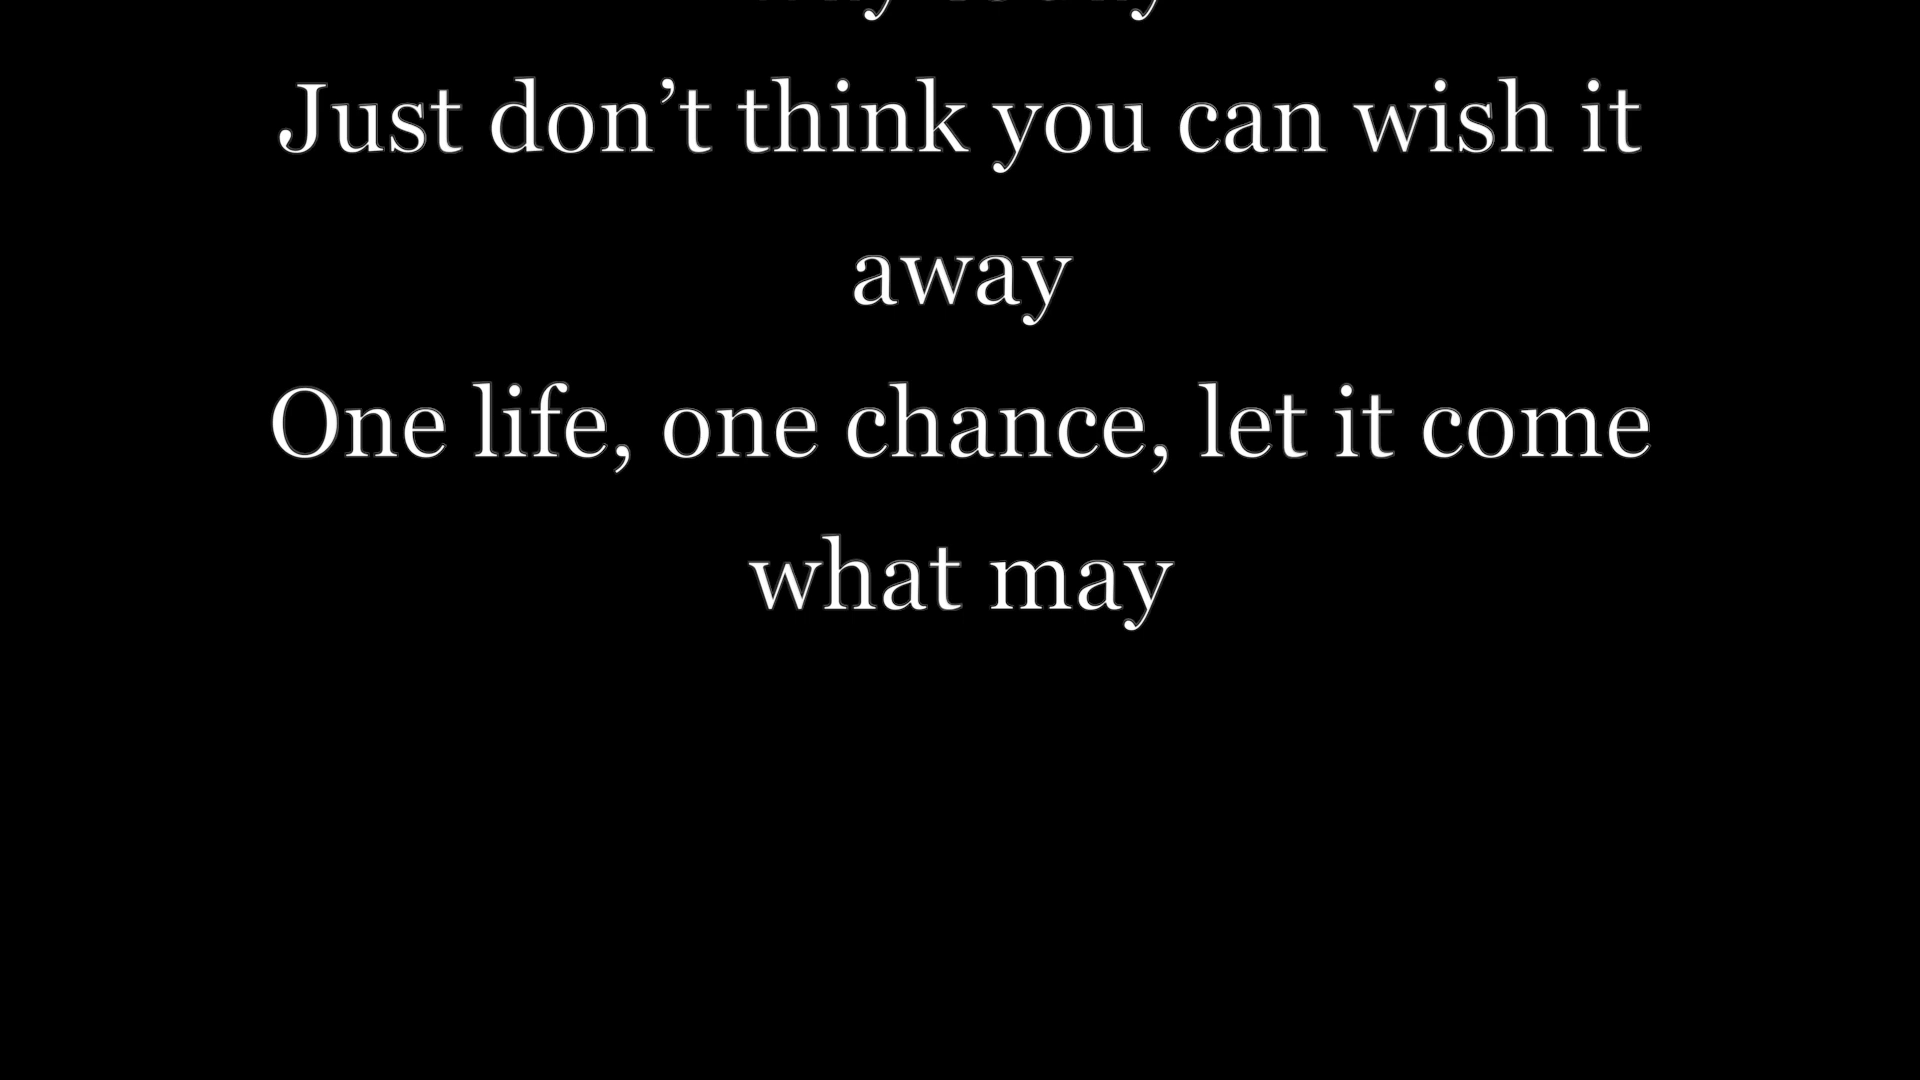 Just don’t think you can wish it
away
One life, one chance, let it come
what may